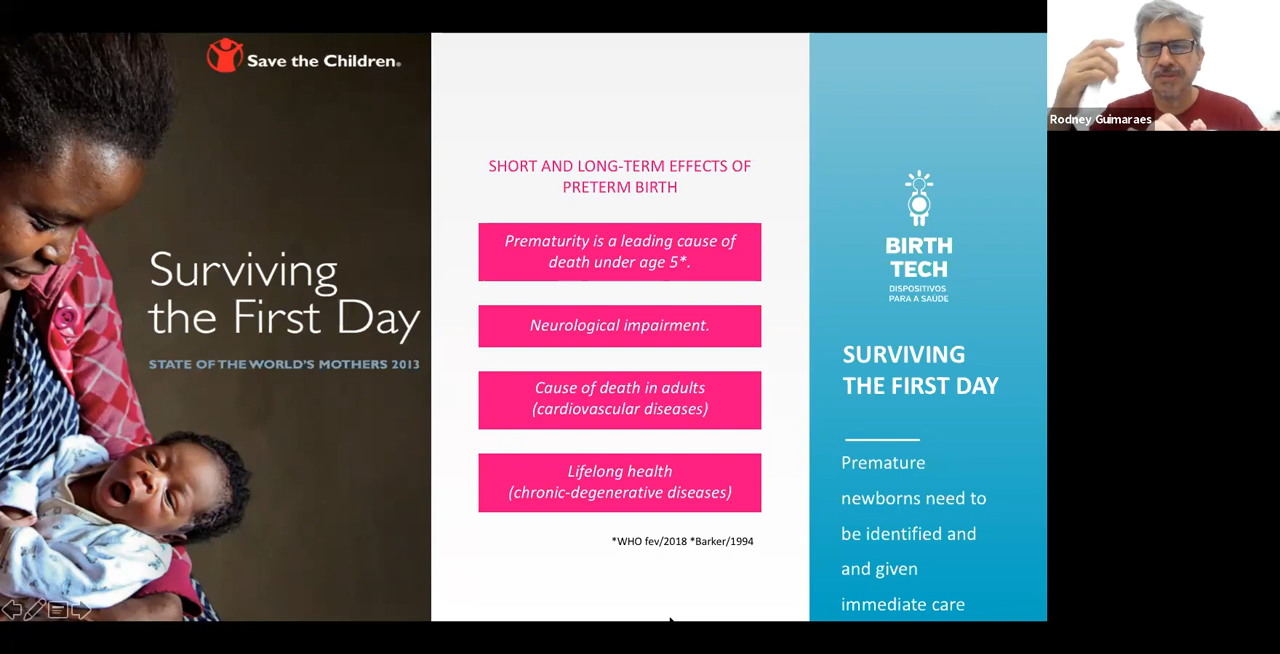 Save the Children®
Surviving
the First Day
STATE OF THE WORLD'S MOTHERS 2013
SHORT AND LONG-TERM EFFECTS OF
PRETERM BIRTH
Prematurity is a leading cause of
death under age 5*.
Neurological impairment.
Cause of death in adults
(cardiovascular diseases)
Lifelong health
(chronic-degenerative diseases)
*WHO fev/2018 *Barker/1994
BIRTH
TECH
DISPOSITIVOS
PARA A SAÚDE
SURVIVING
THE FIRST DAY
Premature
newborns need to
be identified and
and given
immediate care
Rodney Guimaraes